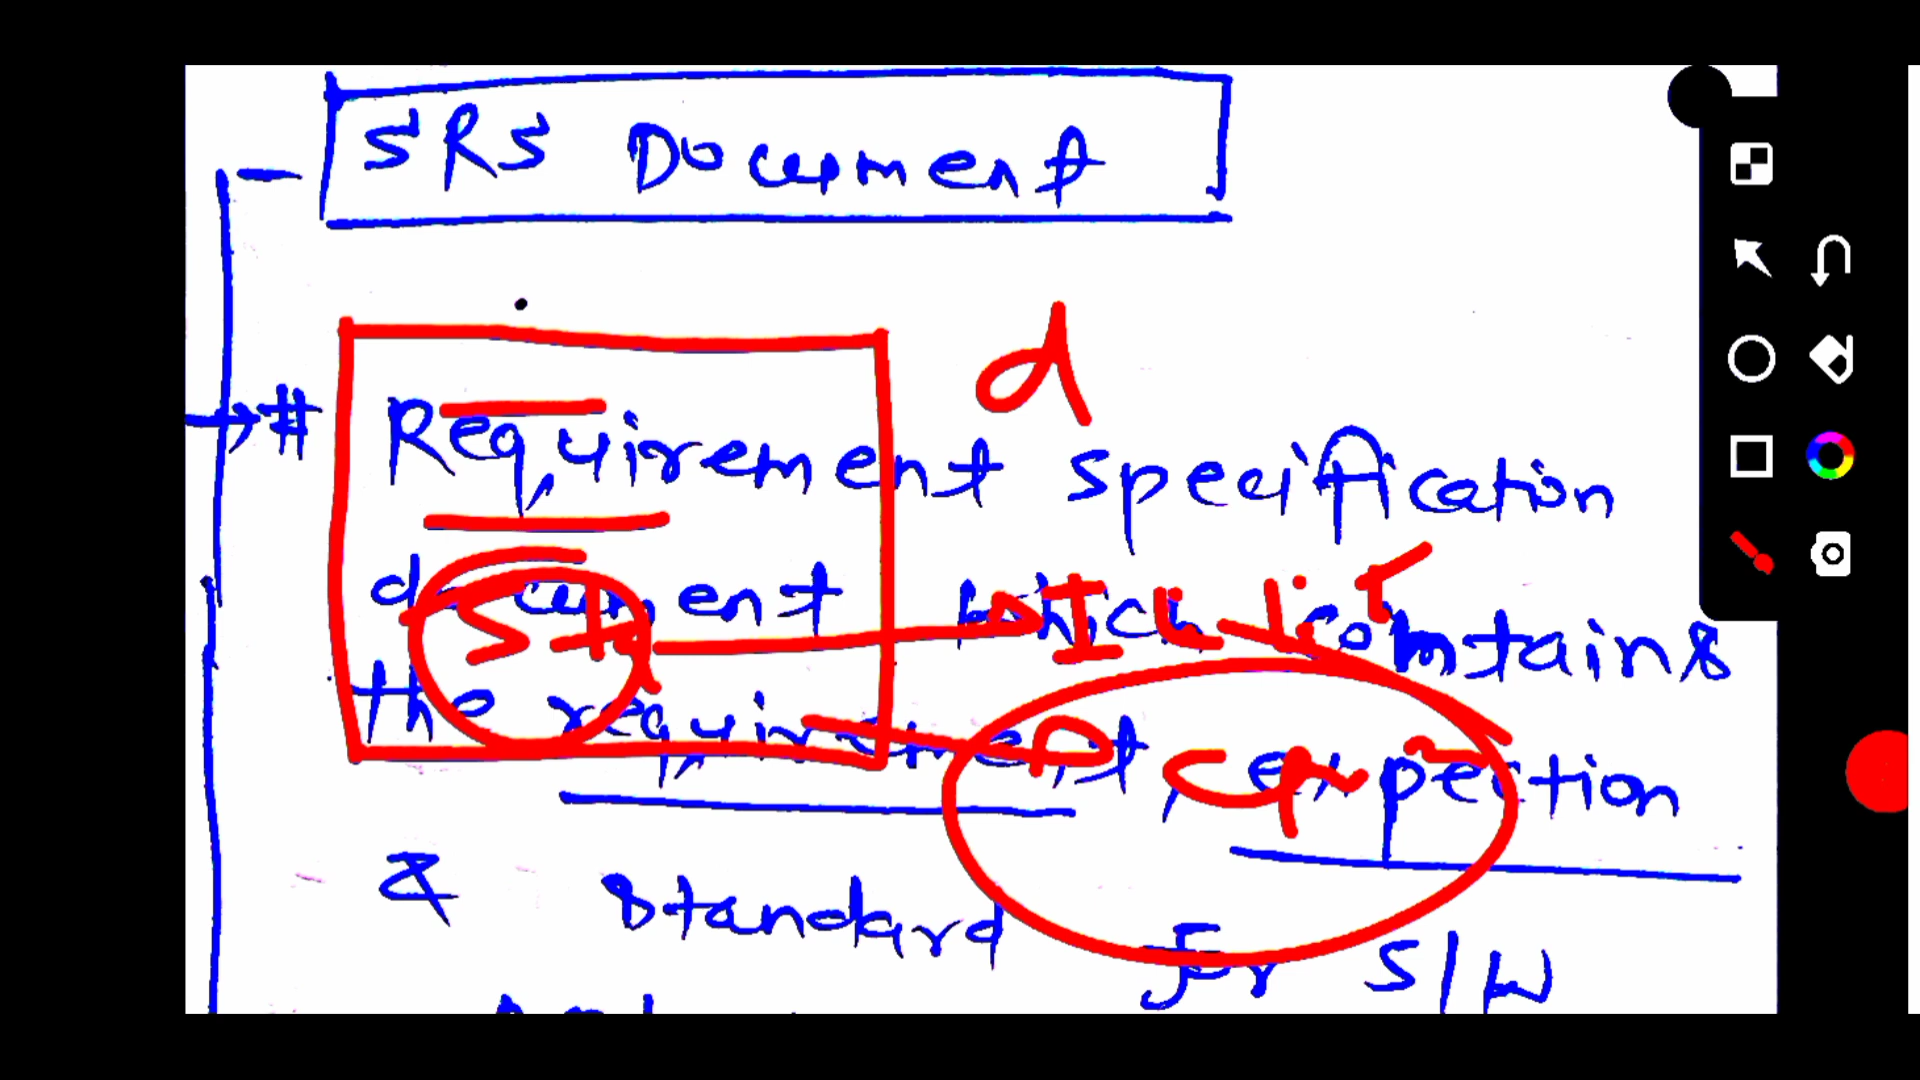 SRS Document
→# Requirement specification
document which contains
the requirement, expection
& standard for S/W